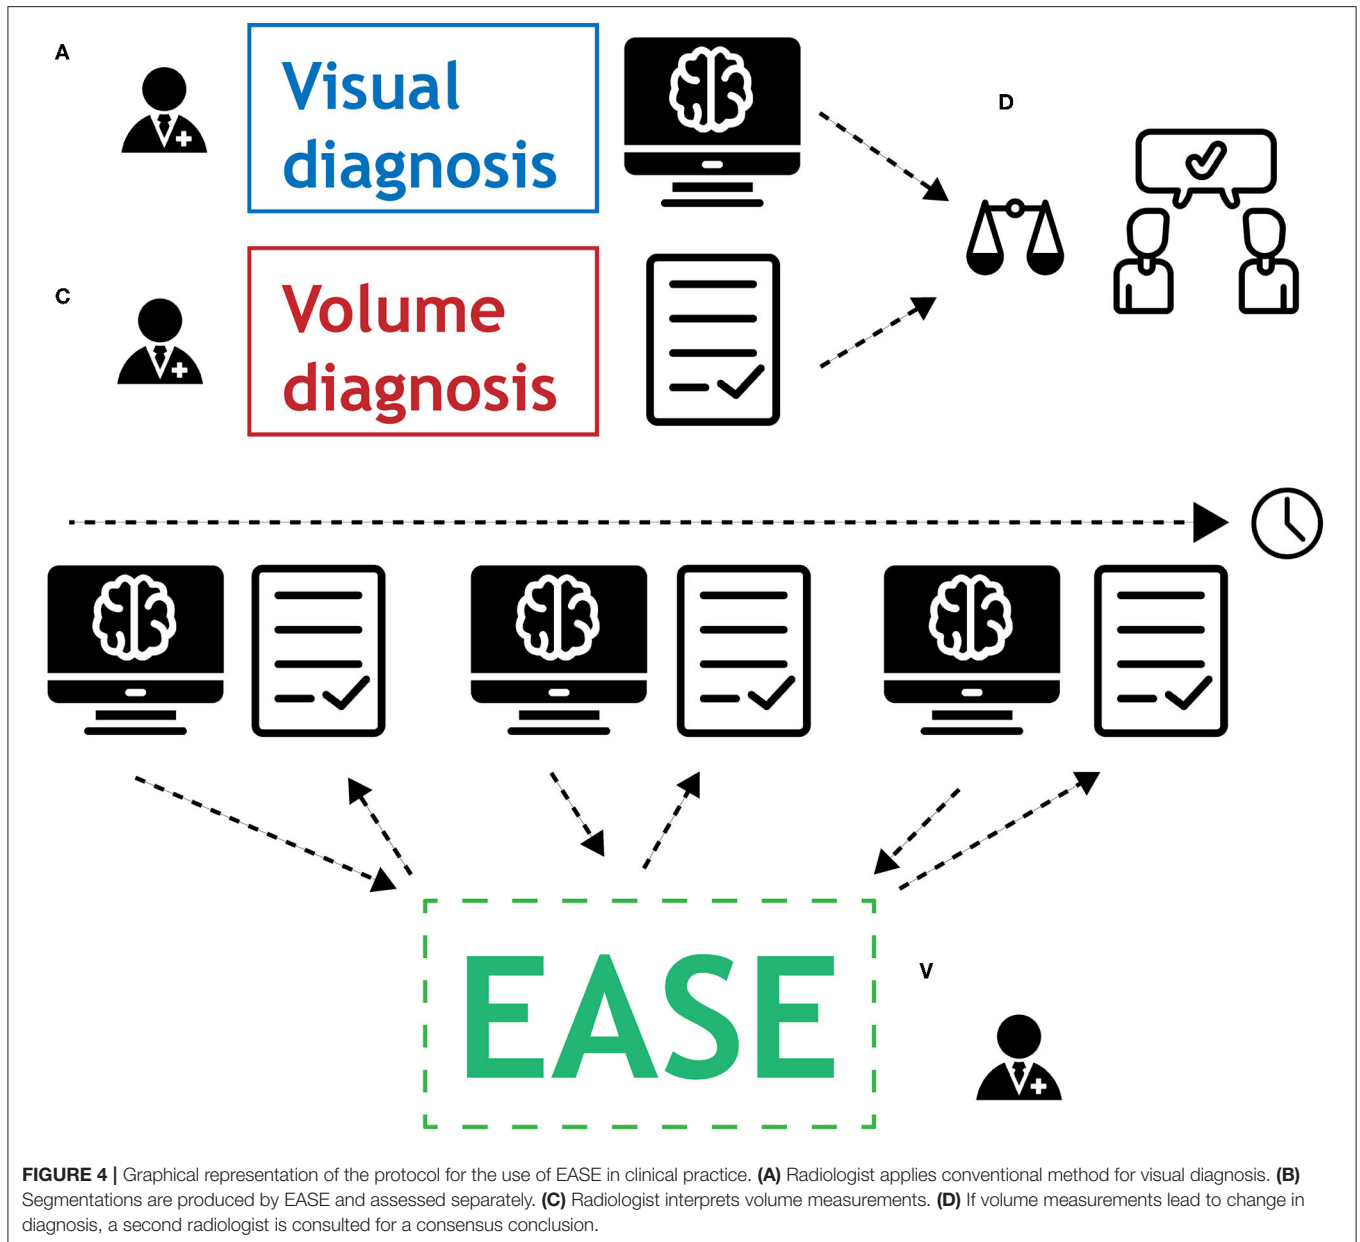 A
Visual
diagnosis
D
C
Volume
diagnosis
EASE
V
FIGURE 4 | Graphical representation of the protocol for the use of EASE in clinical practice. (A) Radiologist applies conventional method for visual diagnosis. (B)
Segmentations are produced by EASE and assessed separately. (C) Radiologist interprets volume measurements. (D) If volume measurements lead to change in
diagnosis, a second radiologist is consulted for a consensus conclusion.